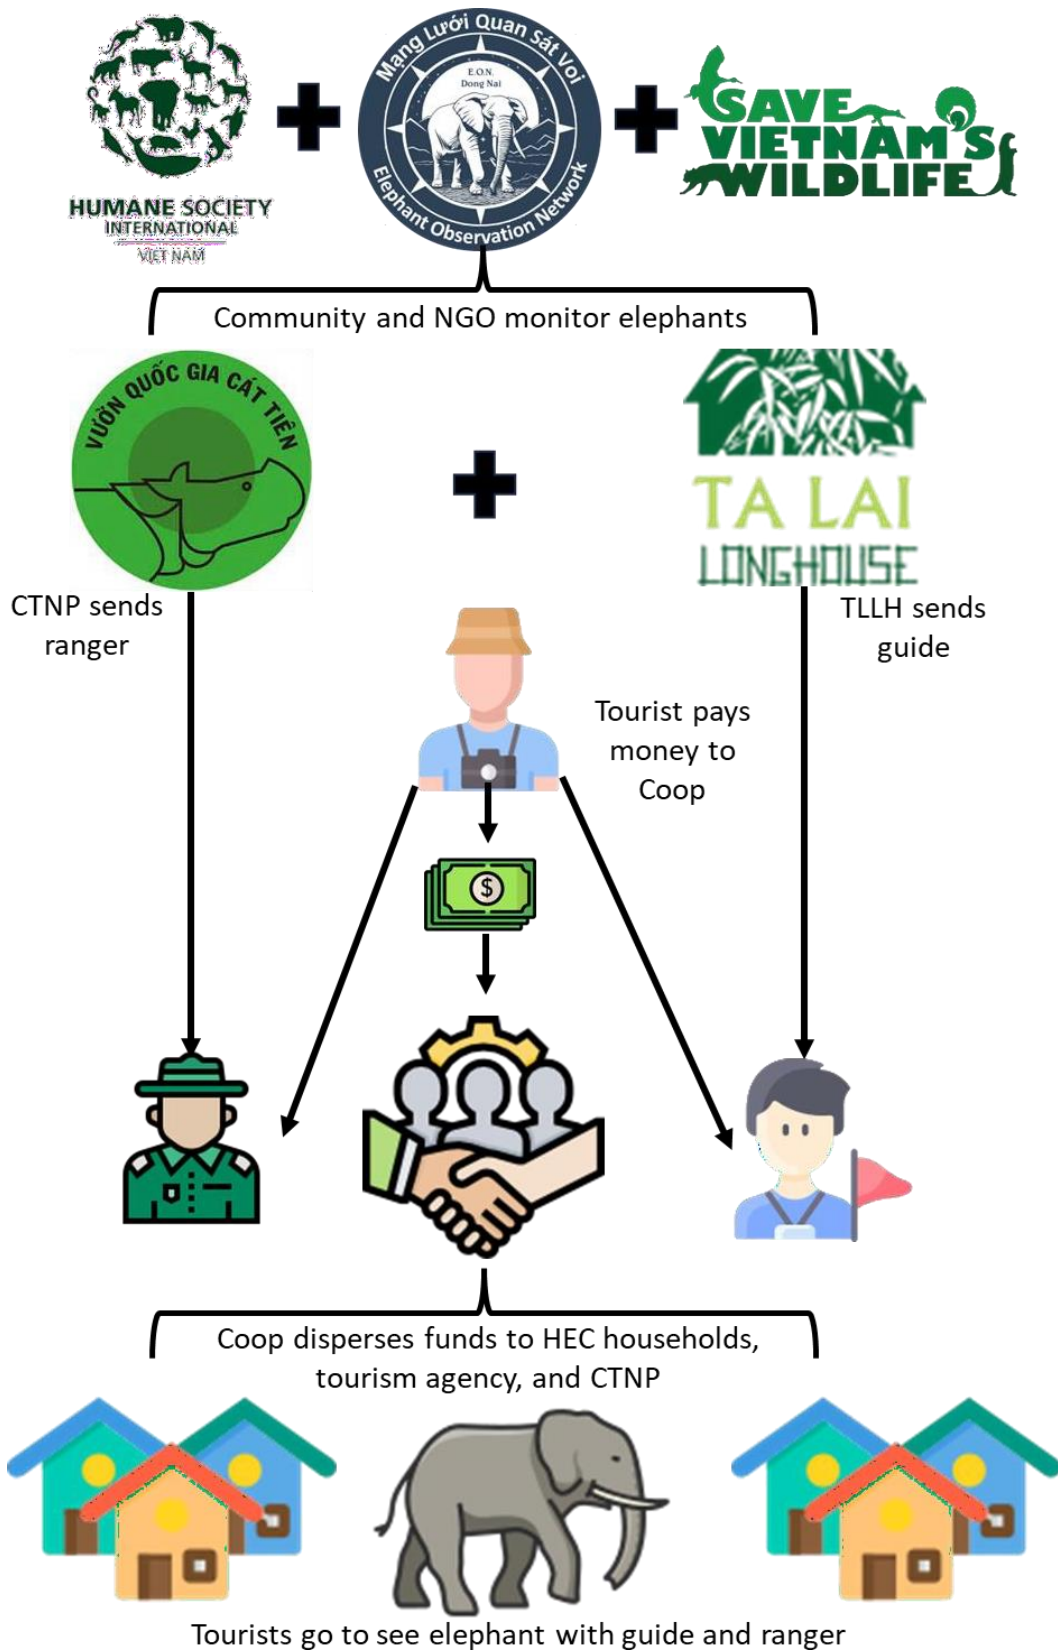 HUMANE SOCIETY
INTERNATIONAL
VIET NAM
Mạng Lưới Quan Sát Voi
E.O.N.
Dong Nai
Elephant Observation Network
SAVE
VIETNAM'S
WILDLIFE
Community and NGO monitor elephants
VƯỜN QUỐC GIA CÁT TIÊN
TA LAI
LONGHOUSE
CTNP sends
ranger
TLLH sends
guide
Tourist pays
money to
Coop
$
Coop disperses funds to HEC households,
tourism agency, and CTNP
Tourists go to see elephant with guide and ranger